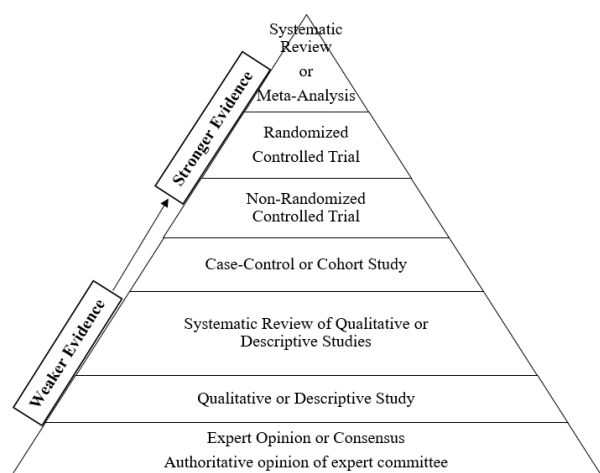 Systematic
Review
or
Meta-Analysis
Stronger Evidence
Randomized
Controlled Trial
Non-Randomized
Controlled Trial
Case-Control or Cohort Study
Weaker Evidence
Systematic Review of Qualitative or
Descriptive Studies
Qualitative or Descriptive Study
Expert Opinion or Consensus
Authoritative opinion of expert committee